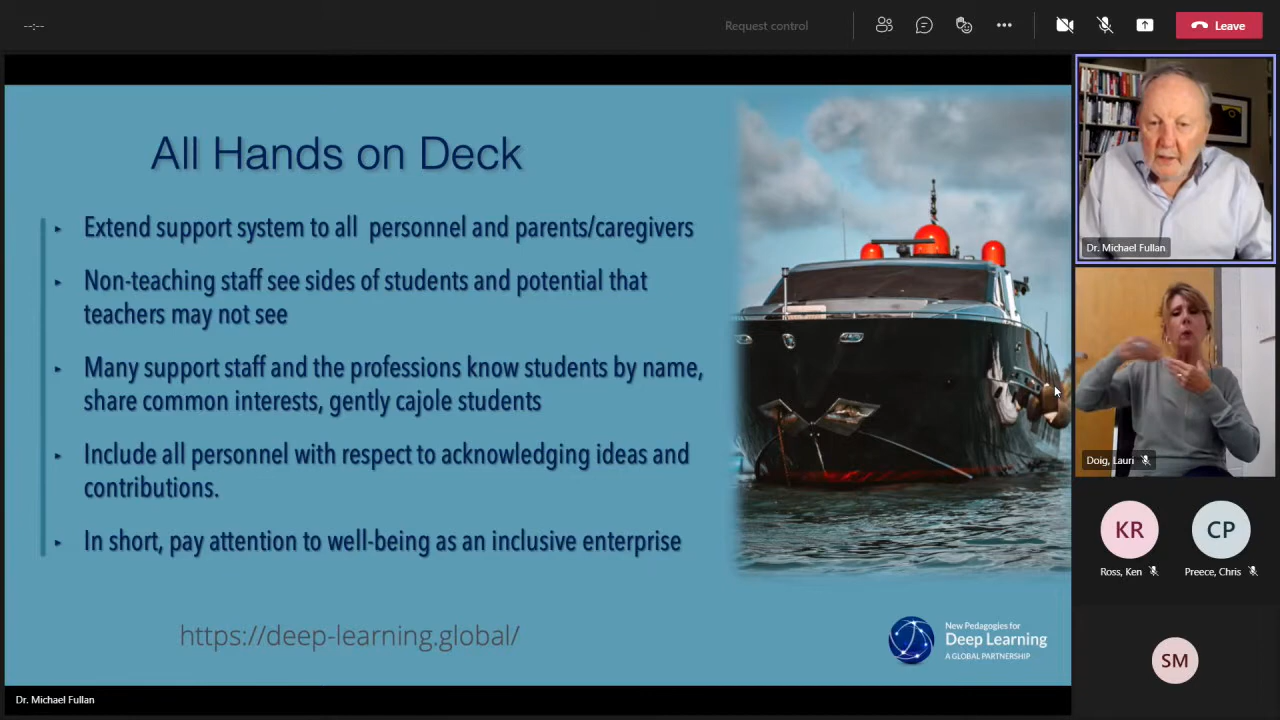 --:--
Request control
Leave
All Hands on Deck
Extend support system to all personnel and parents/caregivers
Non-teaching staff see sides of students and potential that
teachers may not see
Many support staff and the professions know students by name,
share common interests, gently cajole students
Include all personnel with respect to acknowledging ideas and
contributions.
In short, pay attention to well-being as an inclusive enterprise
https://deep-learning.global/
New Pedagogies for
Deep Learning
A GLOBAL PARTNERSHIP
Dr. Michael Fullan
Dr. Michael Fullan
Doig, Lauri
KR
CP
Ross, Ken
Preece, Chris
SM